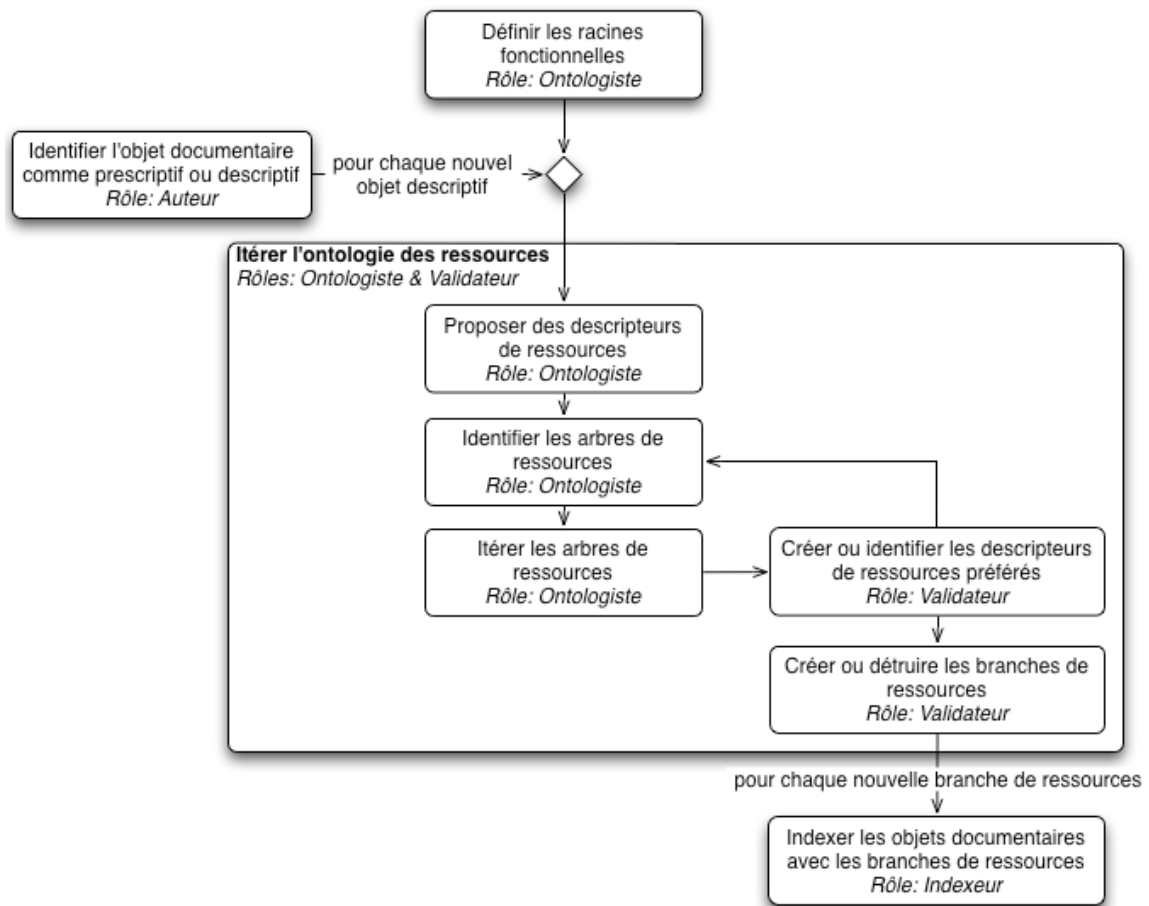 Définir les racines
fonctionnelles
Rôle: Ontologiste
Identifier l'objet documentaire
comme prescriptif ou descriptif
Rôle: Auteur
pour chaque nouvel
objet descriptif
Itérer l'ontologie des ressources
Rôles: Ontologiste & Validateur
Proposer des descripteurs
de ressources
Rôle: Ontologiste
Identifier les arbres de
ressources
Rôle: Ontologiste
Itérer les arbres de
ressources
Rôle: Ontologiste
Créer ou identifier les descripteurs
de ressources préférés
Rôle: Validateur
Créer ou détruire les branches de
ressources
Rôle: Validateur
pour chaque nouvelle branche de ressources
Indexer les objets documentaires
avec les branches de ressources
Rôle: Indexeur